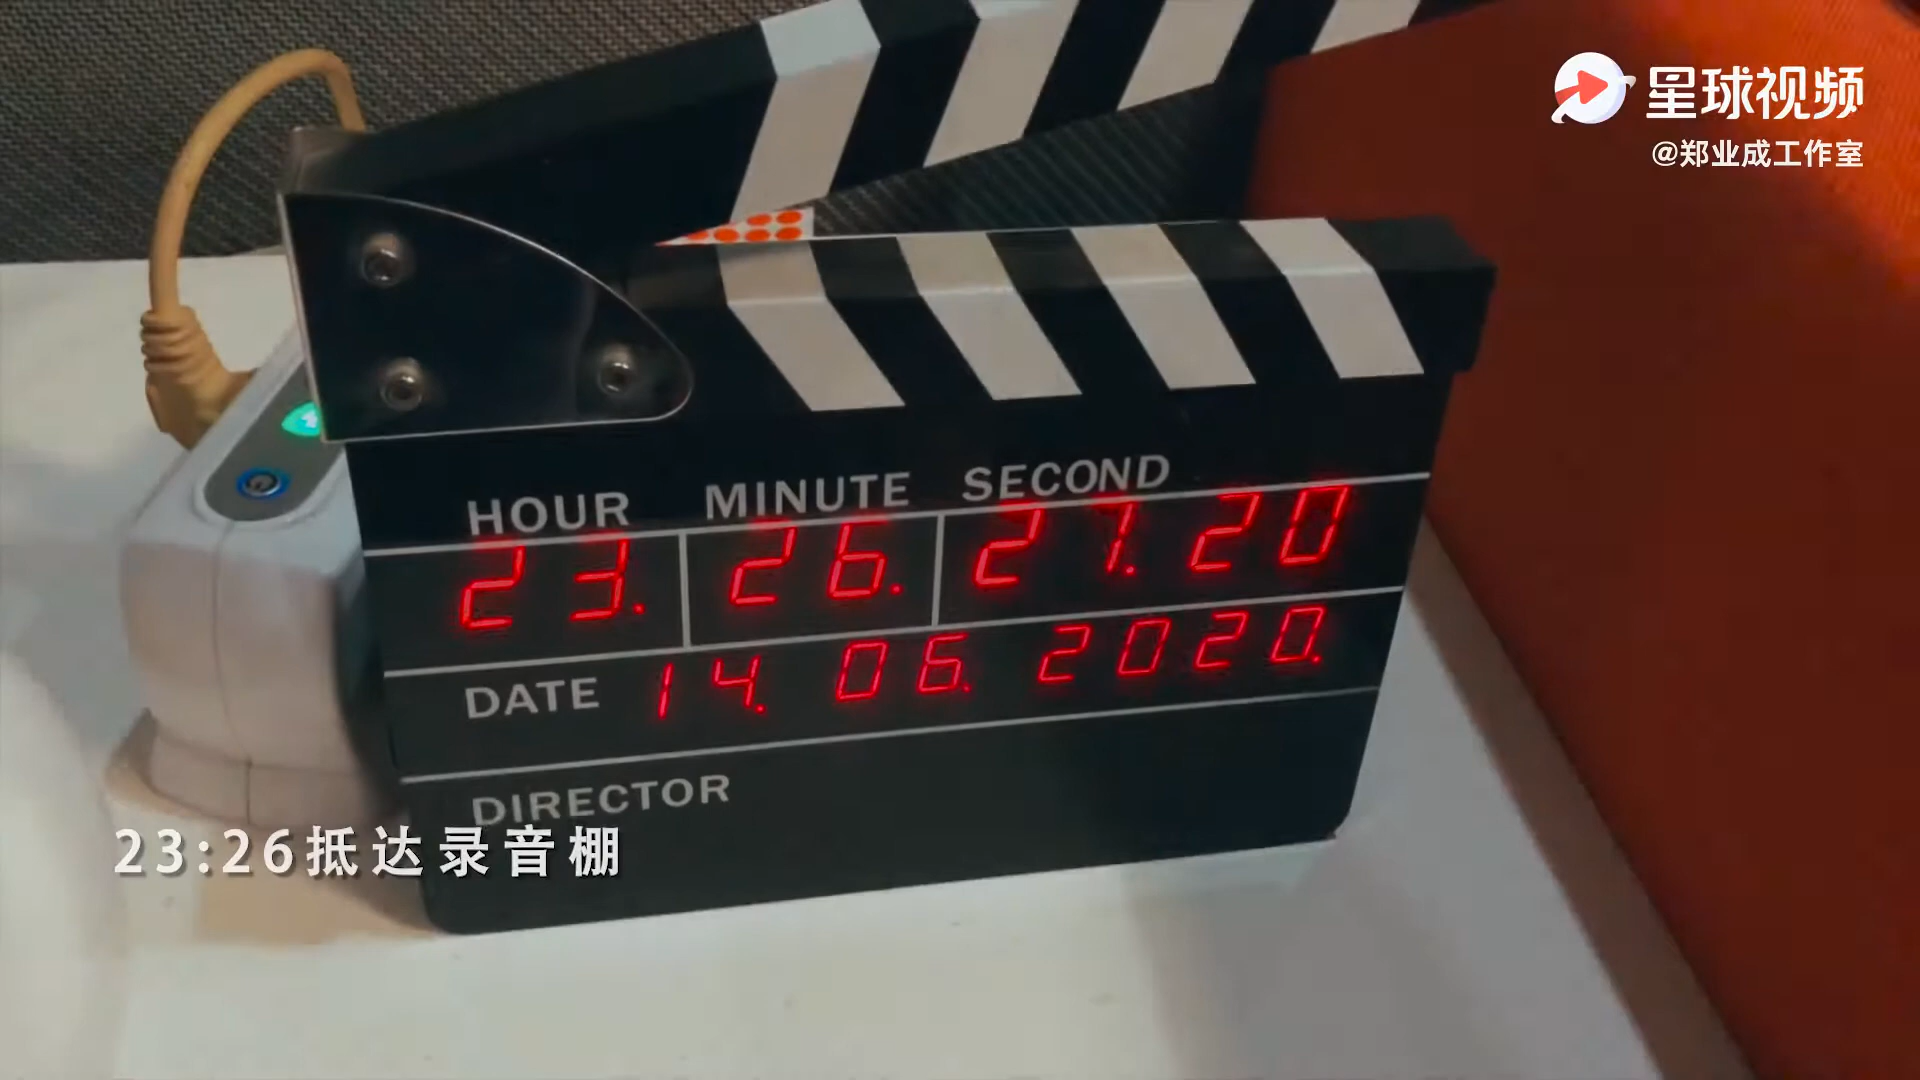 星球视频
@郑业成工作室
HOUR MINUTE SECOND
23. 26. 27. 20
DATE 14. 06. 2020.
DIRECTOR
23:26抵达录音棚